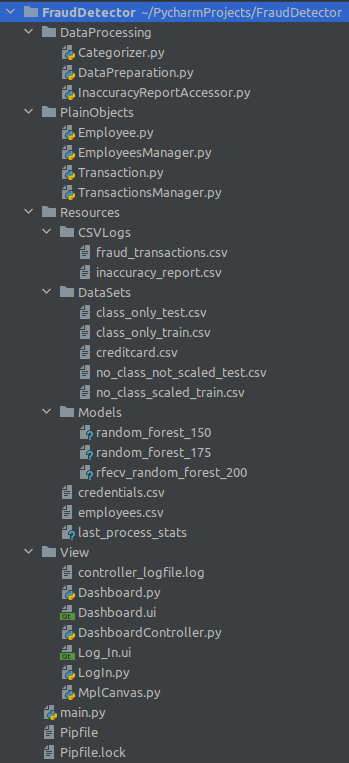 FraudDetector ~/PycharmProjects/FraudDetector
DataProcessing
Categorizer.py
DataPreparation.py
InaccuracyReportAccessor.py
PlainObjects
Employee.py
EmployeesManager.py
Transaction.py
TransactionsManager.py
Resources
CSVLogs
fraud_transactions.csv
inaccuracy_report.csv
DataSets
class_only_test.csv
class_only_train.csv
creditcard.csv
no_class_not_scaled_test.csv
no_class_scaled_train.csv
Models
random_forest_150
random_forest_175
rfecv_random_forest_200
credentials.csv
employees.csv
last_process_stats
View
controller_logfile.log
Dashboard.py
Dashboard.ui
DashboardController.py
Log_In.ui
LogIn.py
MplCanvas.py
main.py
Pipfile
Pipfile.lock